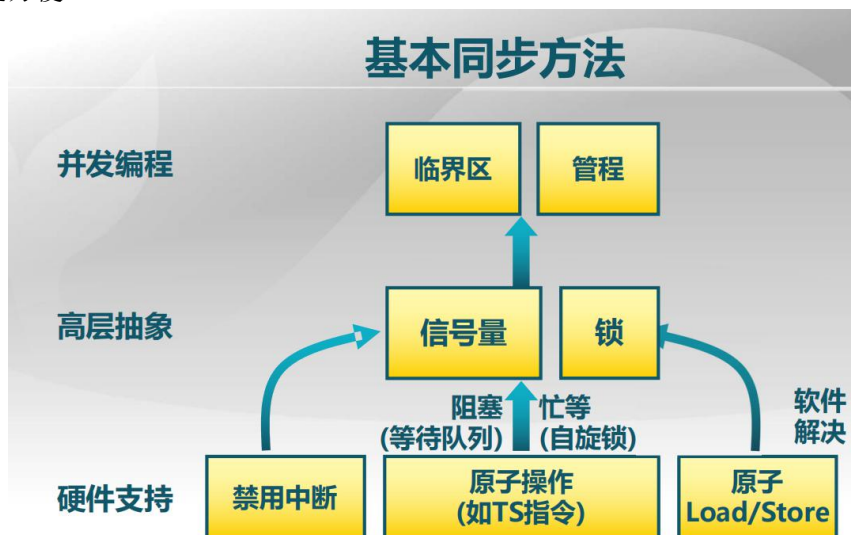 基本同步方法
并发编程
临界区
管程
高层抽象
信号量
锁
阻塞
(等待队列)
忙等
(自旋锁)
软件
解决
硬件支持
禁用中断
原子操作
(如TS指令)
原子
Load/Store